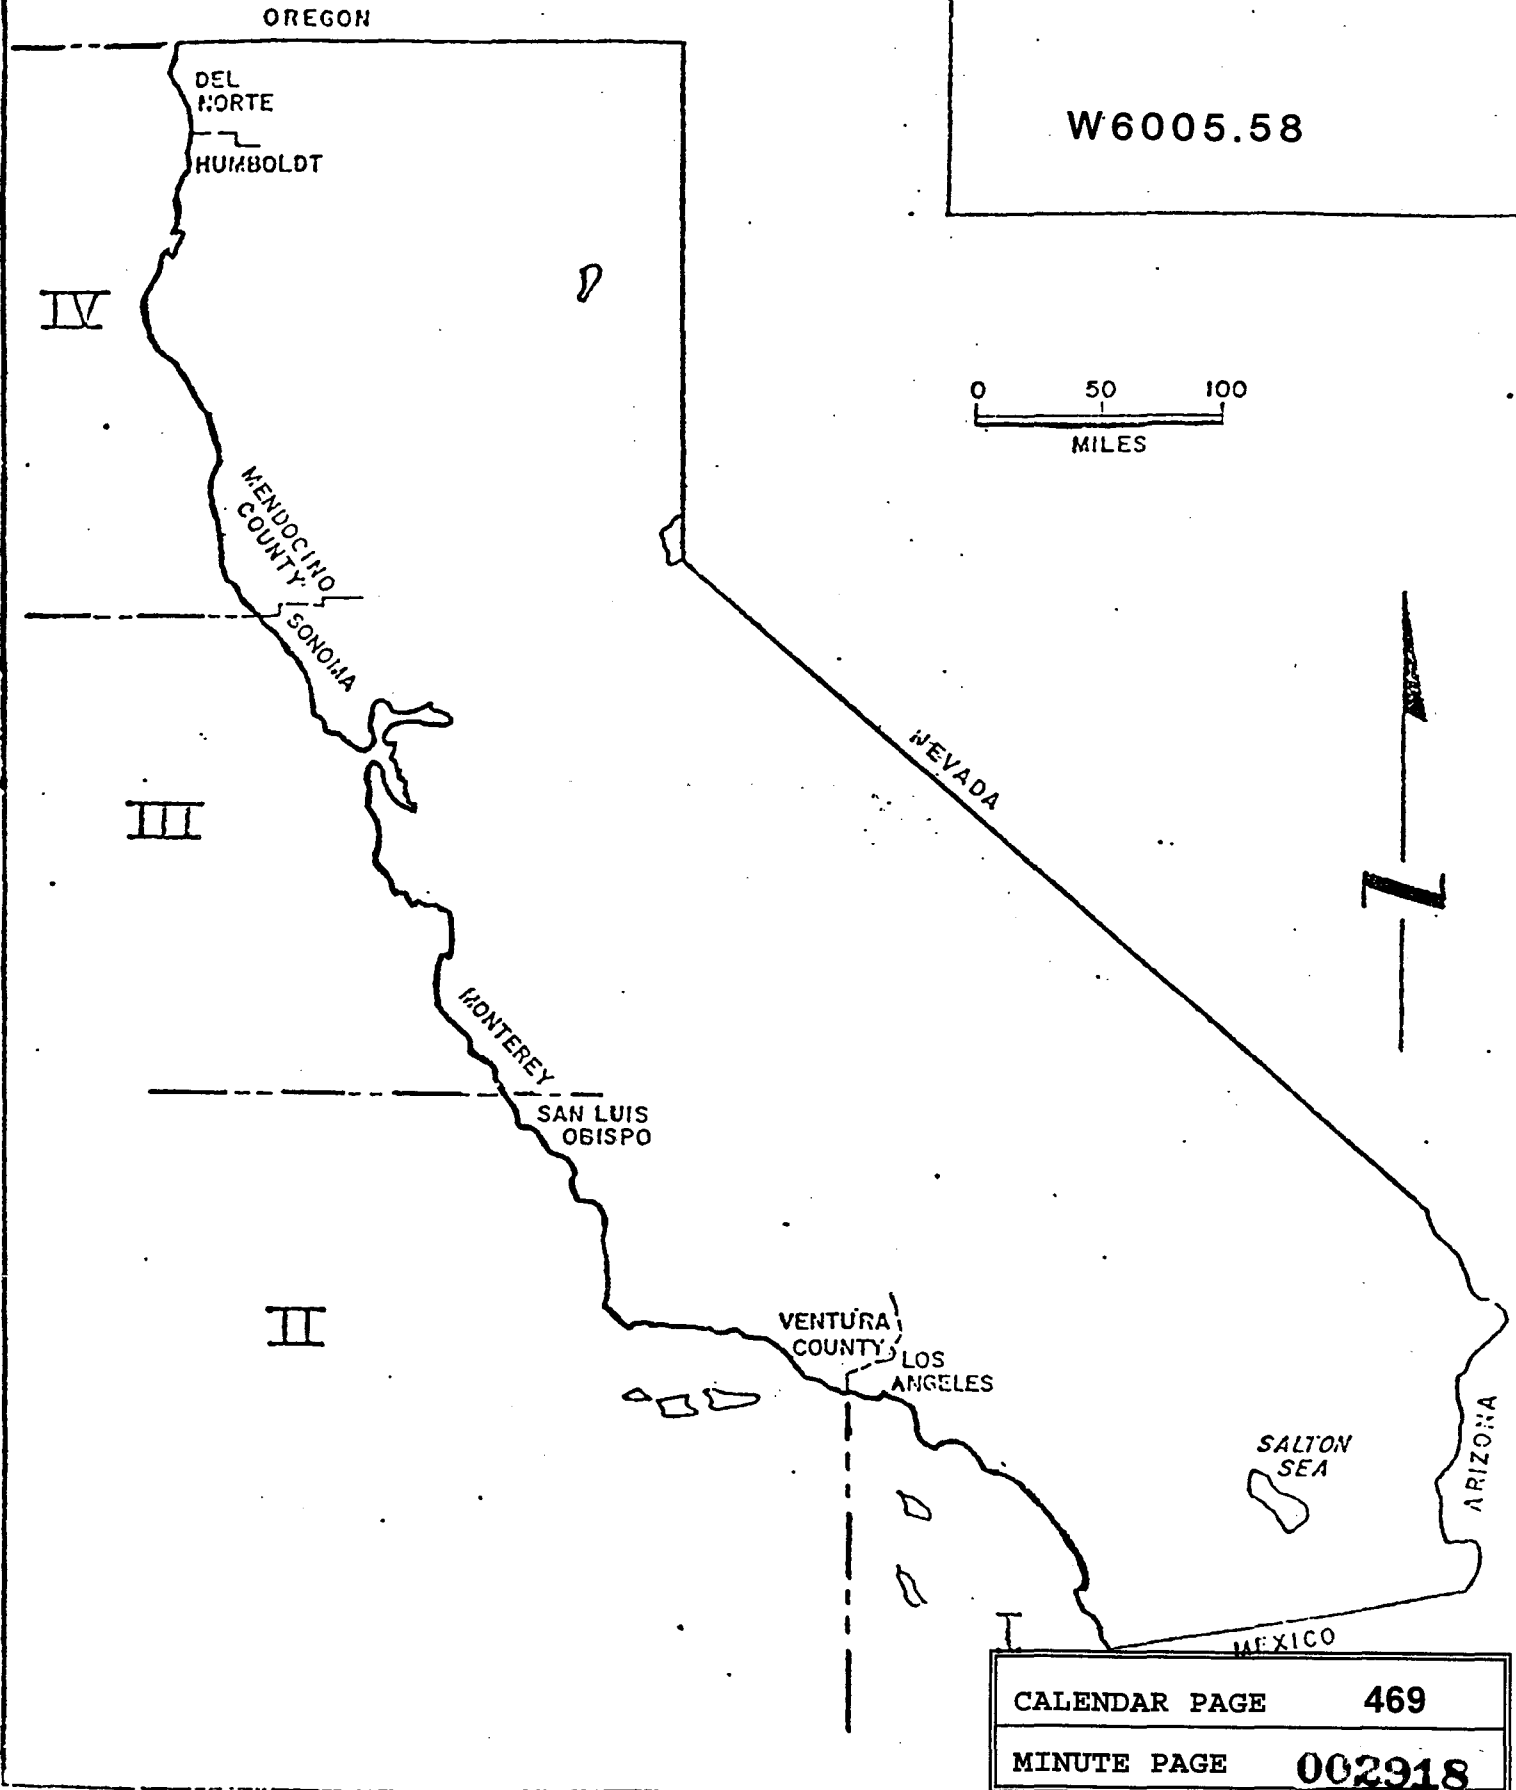 OREGON
DEL
NORTE
HUMBOLDT
W6005.58
IV
0 50 100
MILES
MENDOCINO
COUNTY
SONOMA
NEVADA
III
N
MONTEREY
SAN LUIS
OBISPO
II
VENTURA
COUNTY
LOS
ANGELES
SALTON
SEA
ARIZONA
I
MEXICO
CALENDAR PAGE 469
MINUTE PAGE 002918